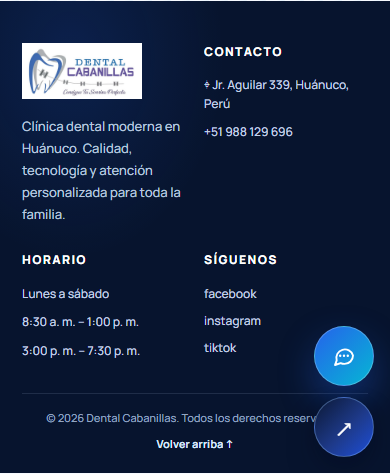 DENTAL
CABANILLAS
Consigue Tu Sonrisa Perfecta
Clínica dental moderna en
Huánuco. Calidad,
tecnología y atención
personalizada para toda la
familia.
CONTACTO
Jr. Aguilar 339, Huánuco,
Perú
+51 988 129 696
HORARIO
Lunes a sábado
8:30 a. m. – 1:00 p. m.
3:00 p. m. – 7:30 p. m.
SÍGUENOS
facebook
instagram
tiktok
© 2026 Dental Cabanillas. Todos los derechos reserv
Volver arriba ↑